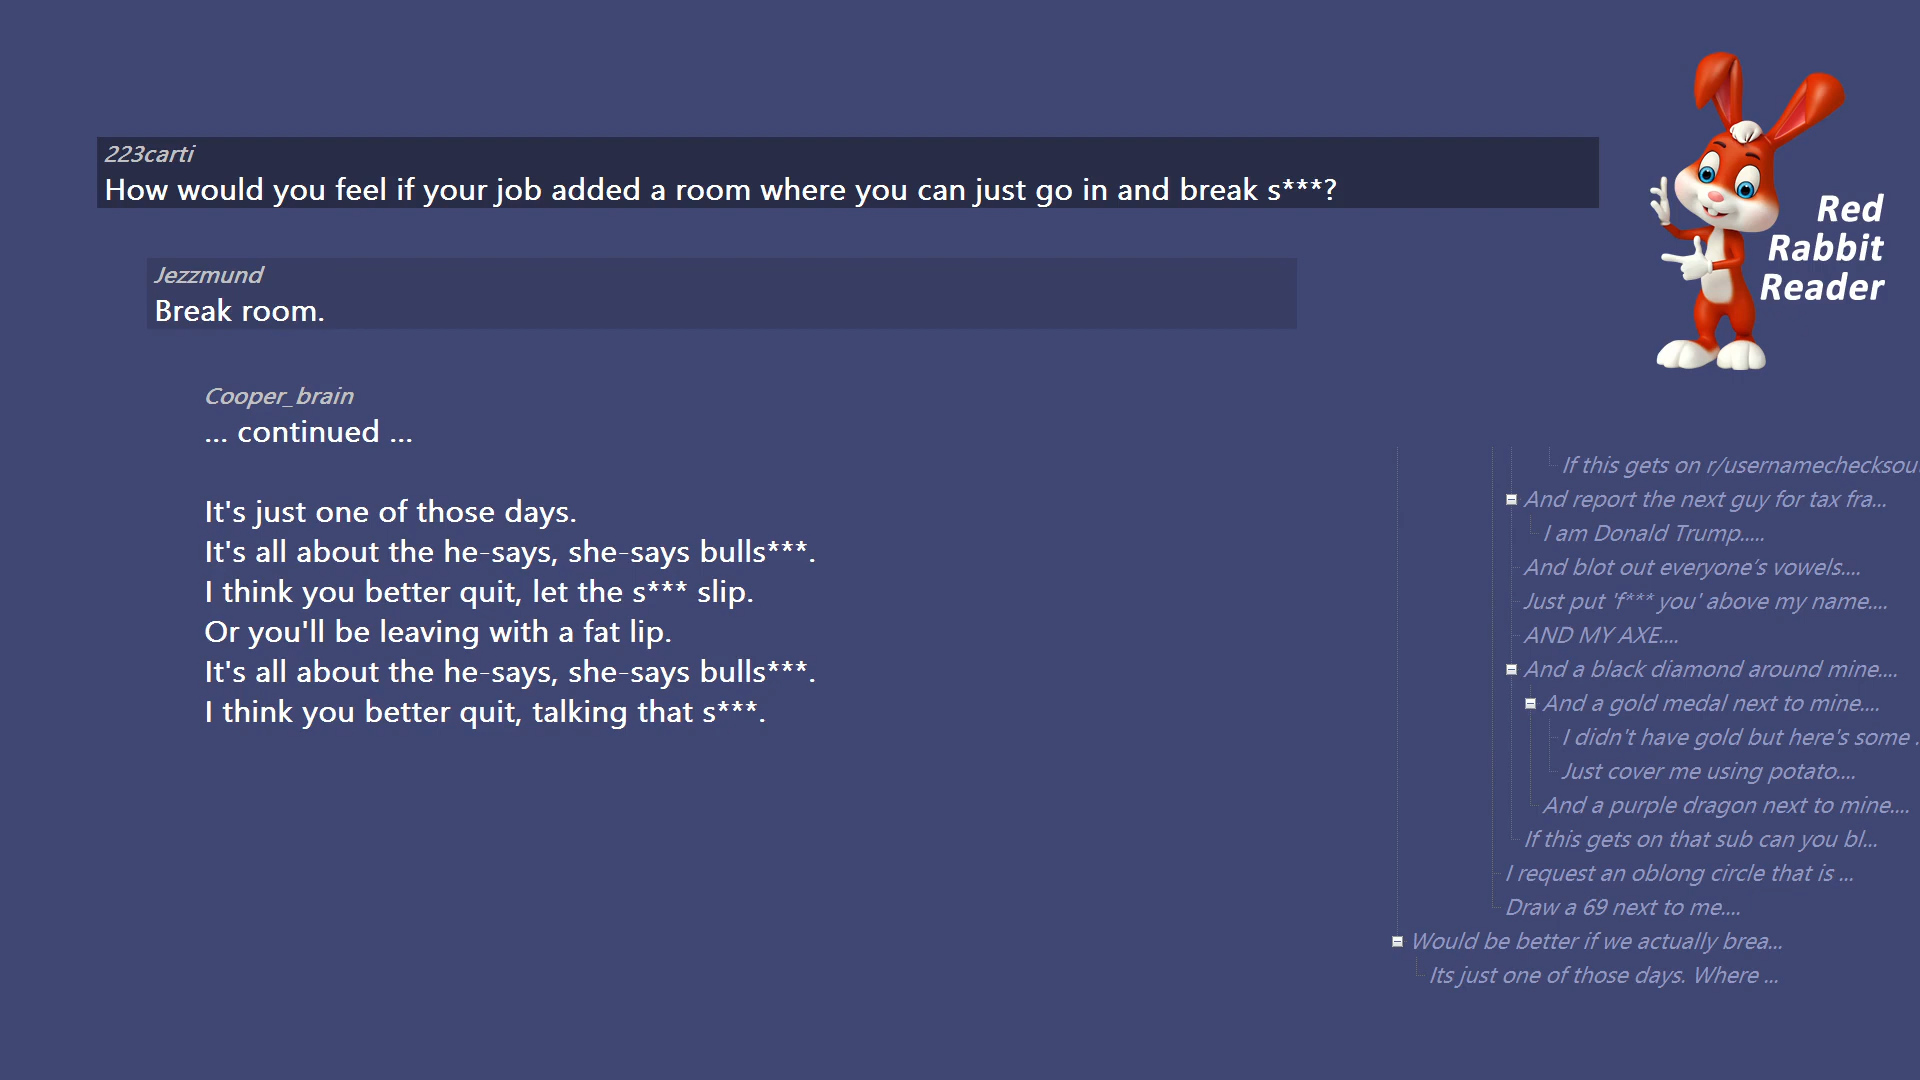 223carti
How would you feel if your job added a room where you can just go in and break s***?
Jezzmund
Break room.
Cooper_brain
... continued ...
It's just one of those days.
It's all about the he-says, she-says bulls***.
I think you better quit, let the s*** slip.
Or you'll be leaving with a fat lip.
It's all about the he-says, she-says bulls***.
I think you better quit, talking that s***.
Red
Rabbit
Reader
If this gets on r/usernamechecksou
And report the next guy for tax fra...
I am Donald Trump.....
And blot out everyone’s vowels....
Just put 'f*** you' above my name....
AND MY AXE....
And a black diamond around mine....
And a gold medal next to mine....
I didn't have gold but here's some .
Just cover me using potato....
And a purple dragon next to mine....
If this gets on that sub can you bl...
I request an oblong circle that is ...
Draw a 69 next to me....
Would be better if we actually brea...
Its just one of those days. Where ...